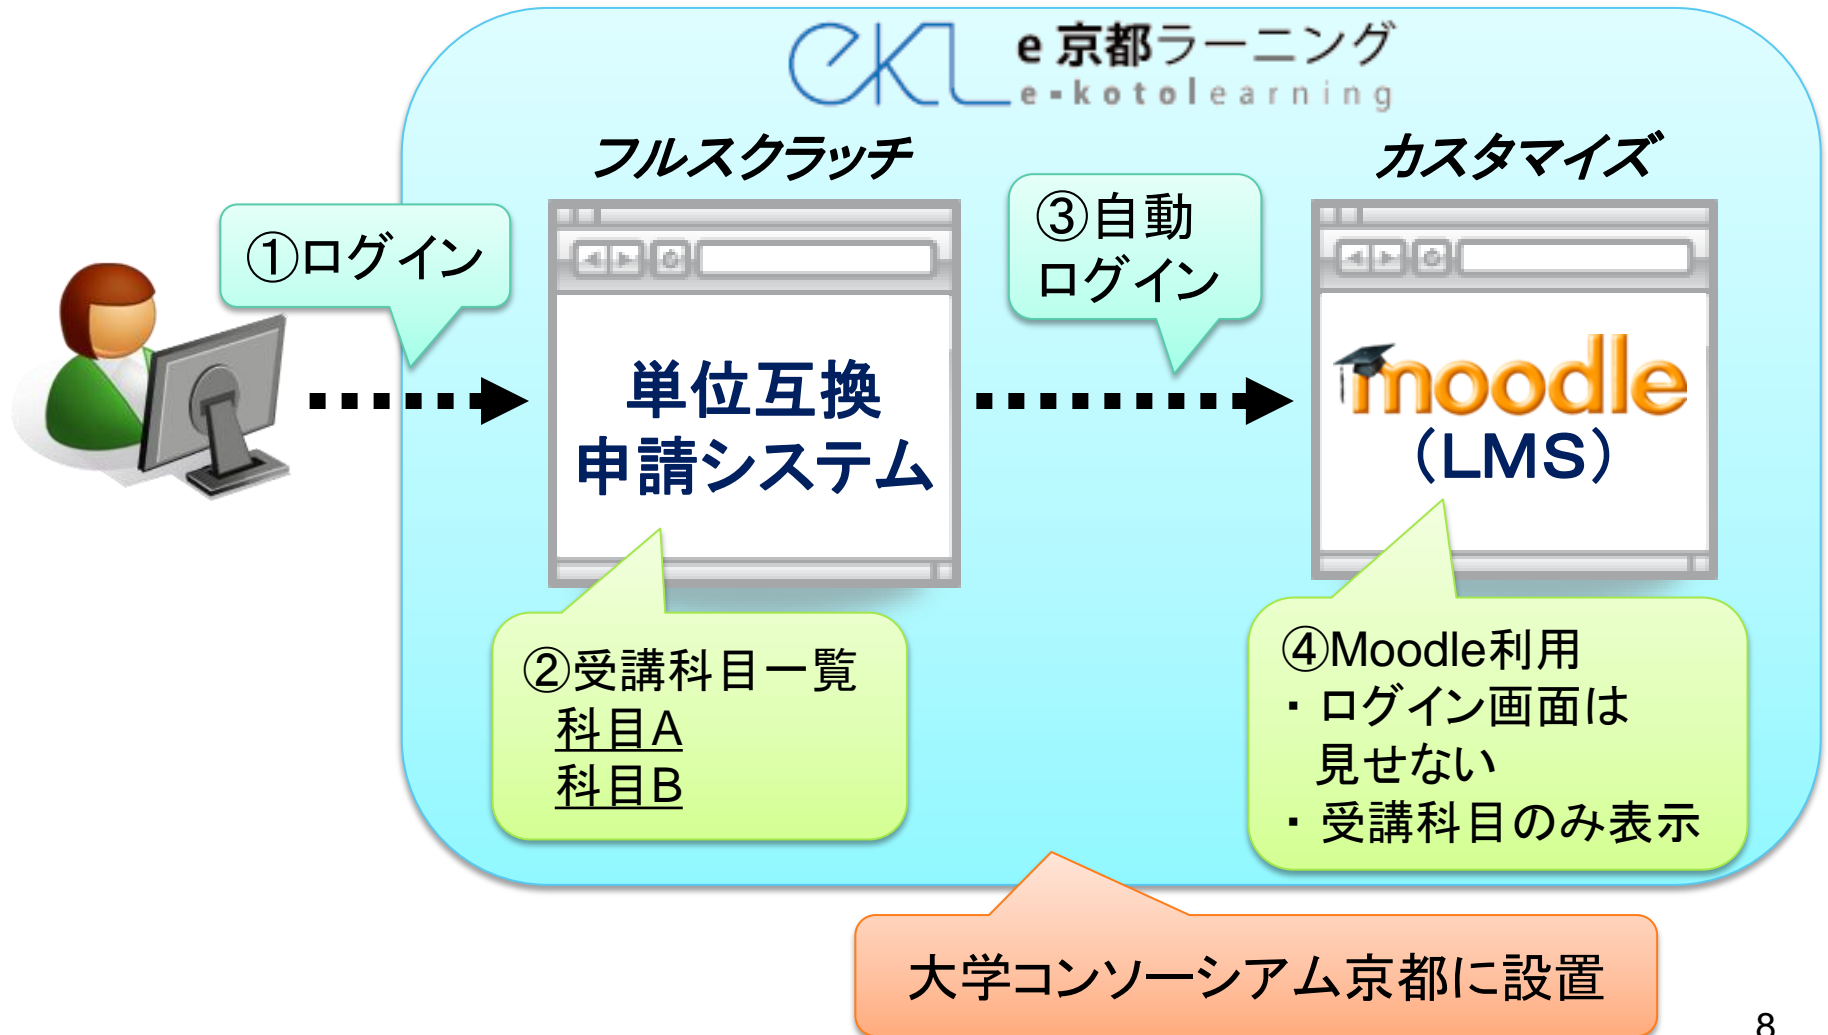 ekl e京都ラーニング
e-kotolearning
フルスクラッチ
カスタマイズ
①ログイン
③自動
ログイン
単位互換
申請システム
moodle
（LMS）
②受講科目一覧
科目A
科目B
④Moodle利用
・ログイン画面は
見せない
・受講科目のみ表示
大学コンソーシアム京都に設置
8